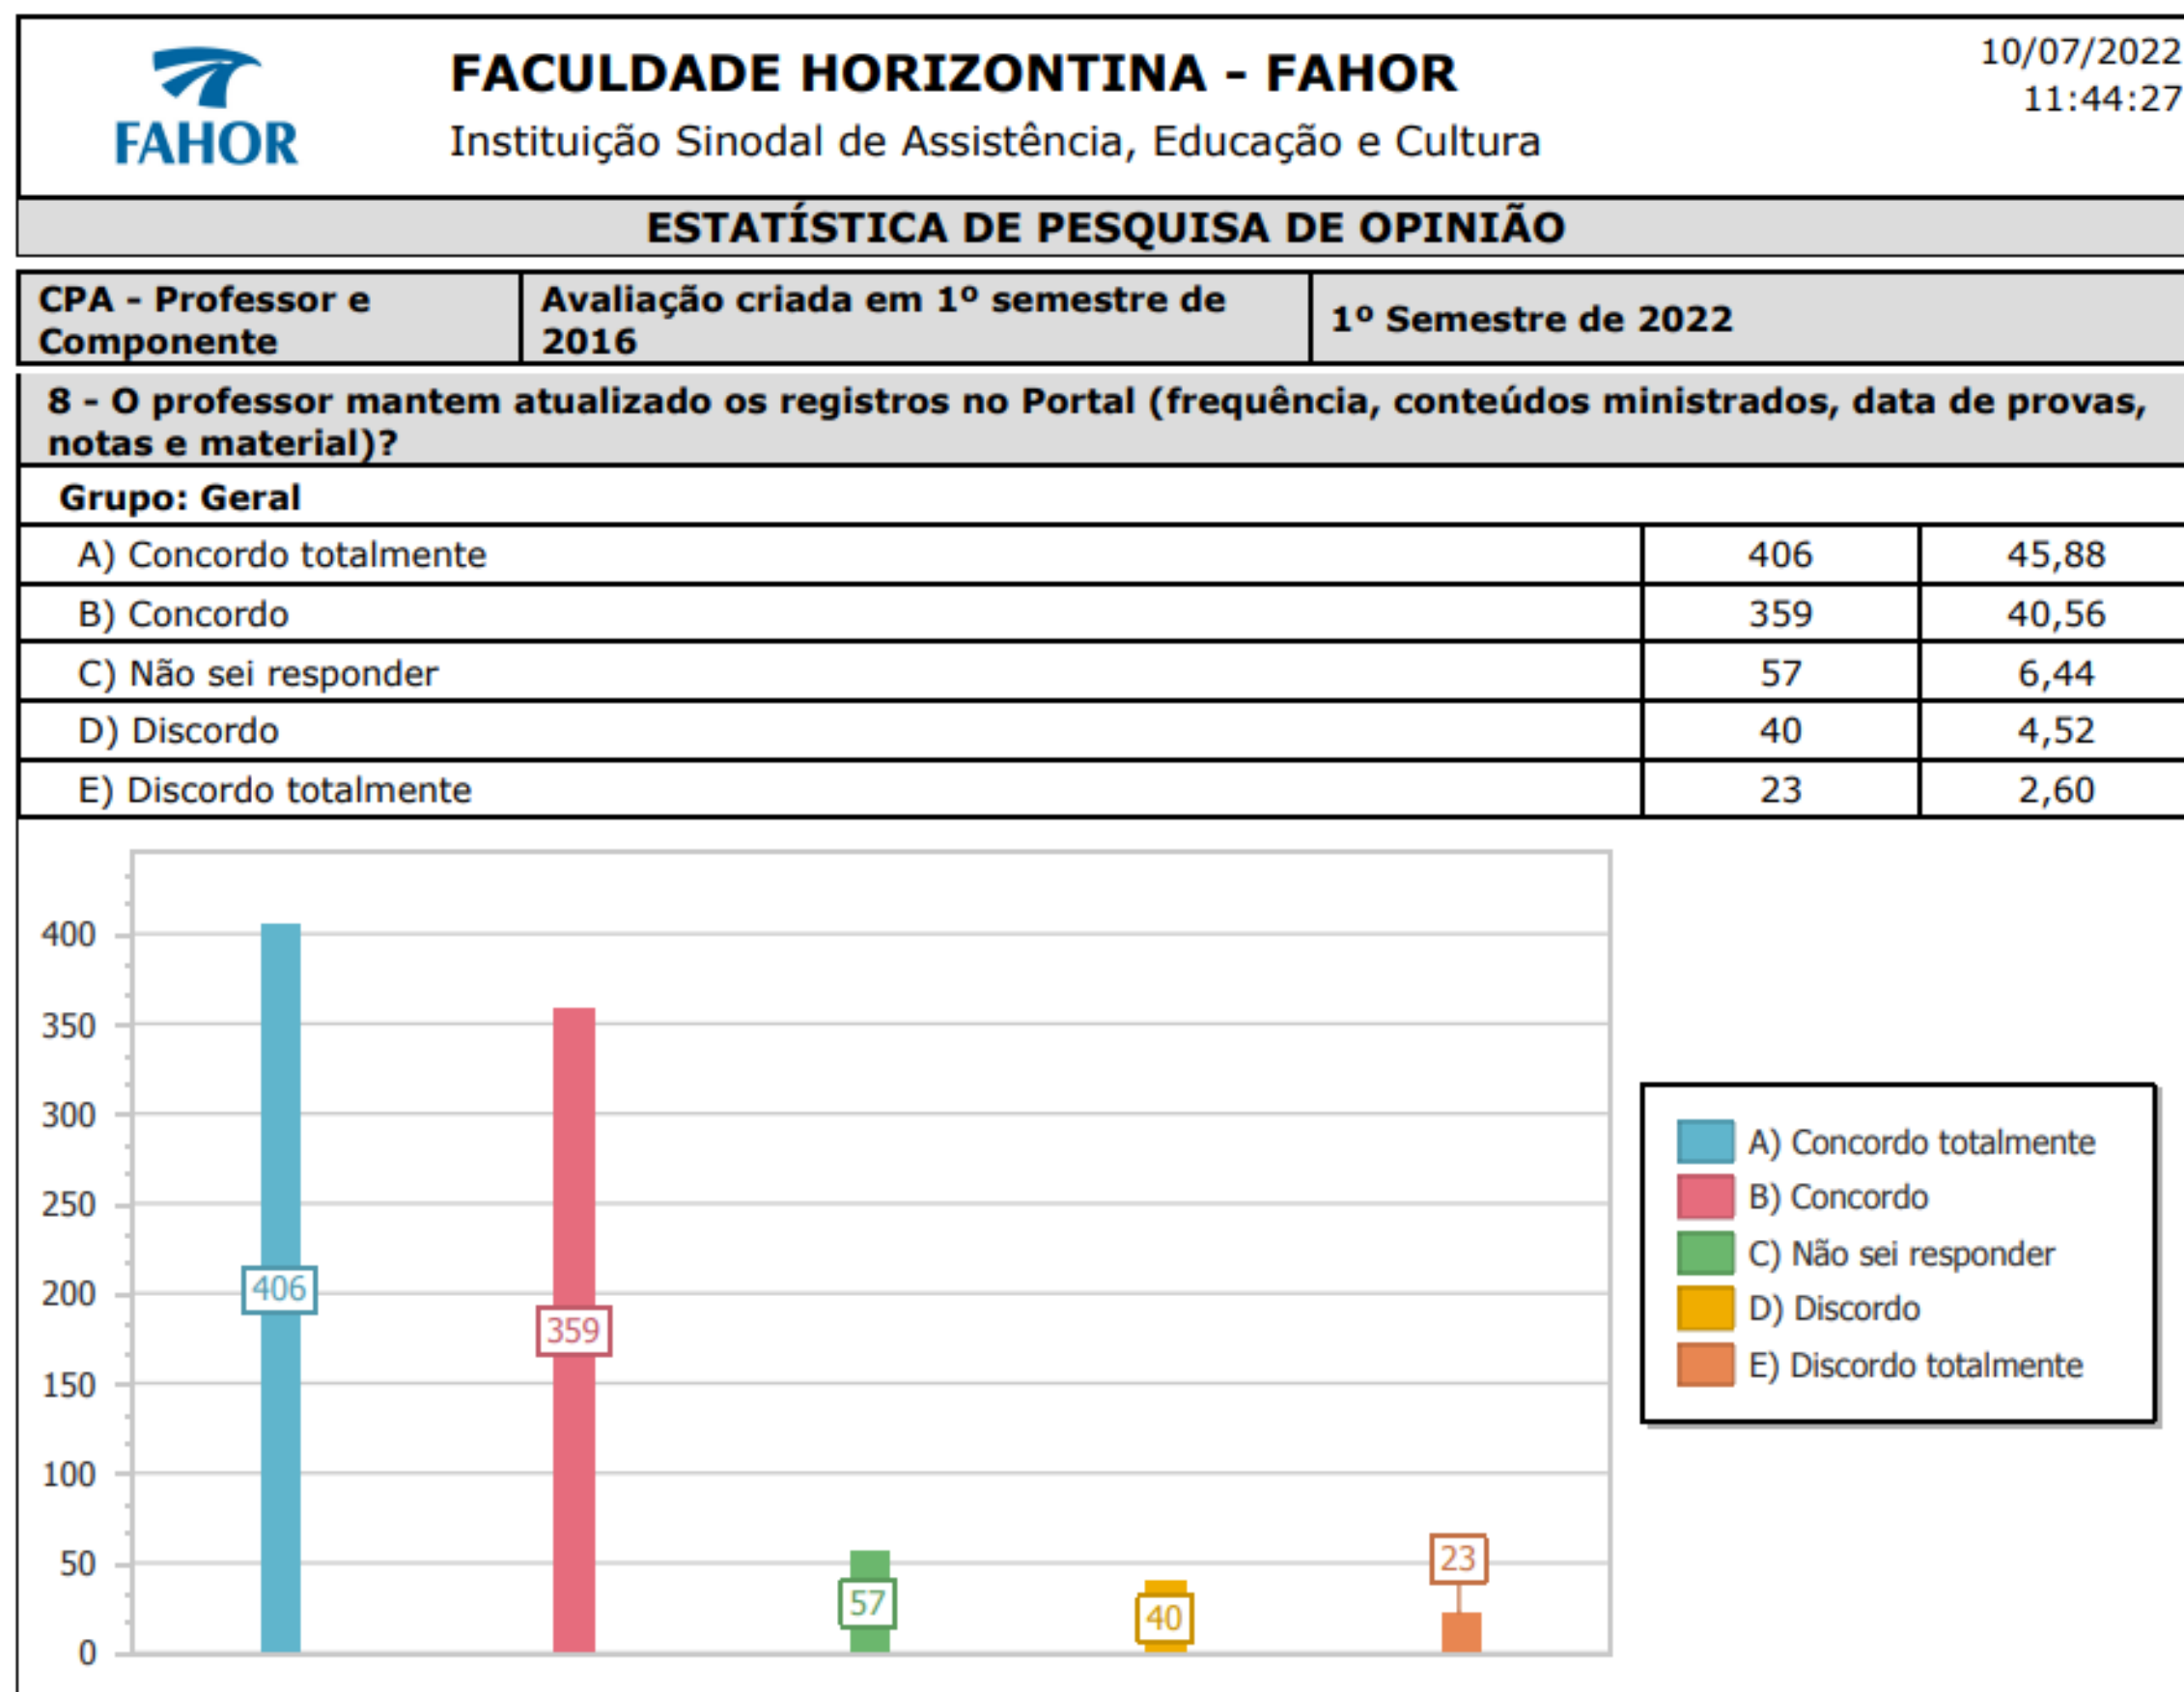 FAHOR
FACULDADE HORIZONTINA - FAHOR
Instituição Sinodal de Assistência, Educação e Cultura
10/07/2022
11:44:27
ESTATÍSTICA DE PESQUISA DE OPINIÃO
CPA - Professor e
Componente
Avaliação criada em 1º semestre de
2016
1º Semestre de 2022
8 - O professor mantem atualizado os registros no Portal (frequência, conteúdos ministrados, data de provas,
notas e material)?
Grupo: Geral
A) Concordo totalmente 406 45,88
B) Concordo 359 40,56
C) Não sei responder 57 6,44
D) Discordo 40 4,52
E) Discordo totalmente 23 2,60
400
350
300
250
200
150
100
50
0
406
359
57
40
23
A) Concordo totalmente
B) Concordo
C) Não sei responder
D) Discordo
E) Discordo totalmente